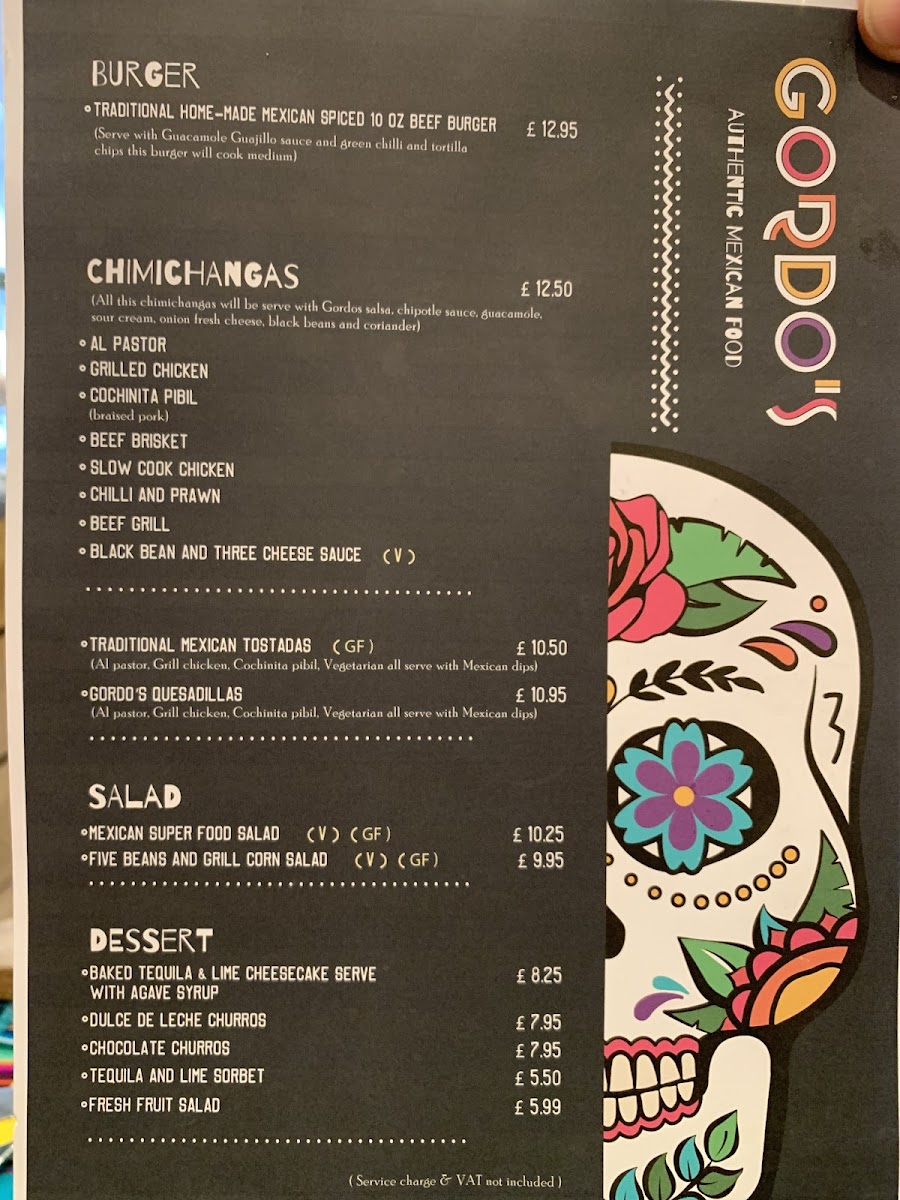 GORDO'S
AUTHENTIC MEXICAN FOOD
BURGER
TRADITIONAL HOME-MADE MEXICAN SPICED 10 OZ BEEF BURGER £ 12.95
(Serve with Guacamole Guajillo sauce and green chilli and tortilla
chips this burger will cook medium)
CHIMICHANGAS £ 12.50
(All this chimichangas will be serve with Gordos salsa, chipotle sauce, guacamole,
sour cream, onion fresh cheese, black beans and coriander)
AL PASTOR
GRILLED CHICKEN
COCHINITA PIBIL
(braised pork)
BEEF BRISKET
SLOW COOK CHICKEN
CHILLI AND PRAWN
BEEF GRILL
BLACK BEAN AND THREE CHEESE SAUCE (V)
TRADITIONAL MEXICAN TOSTADAS (GF) £ 10.50
(Al pastor, Grill chicken, Cochinita pibil, Vegetarian all serve with Mexican dips)
GORDO'S QUESADILLAS £ 10.95
(Al pastor, Grill chicken, Cochinita pibil, Vegetarian all serve with Mexican dips)
SALAD
MEXICAN SUPER FOOD SALAD (V) (GF) £ 10.25
FIVE BEANS AND GRILL CORN SALAD (V) (GF) £ 9.95
DESSERT
BAKED TEQUILA & LIME CHEESECAKE SERVE £ 8.25
WITH AGAVE SYRUP
DULCE DE LECHE CHURROS £ 7.95
CHOCOLATE CHURROS £ 7.95
TEQUILA AND LIME SORBET £ 5.50
FRESH FRUIT SALAD £ 5.99
(Service charge & VAT not included)